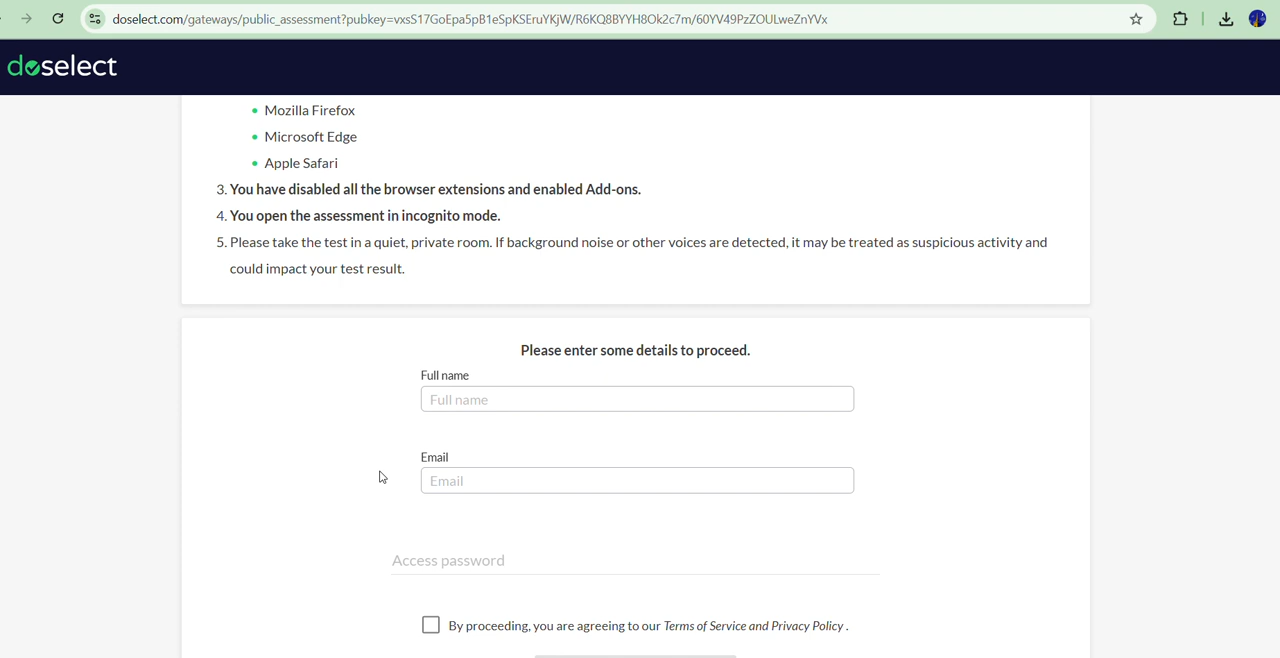 doselect.com/gateways/public_assessment?pubkey=vxsS17GoEpa5pB1eSpKSEruYKjW/R6KQ8BYYH8Ok2c7m/60YV49PzZOULweZnYVx
doselect
• Mozilla Firefox
• Microsoft Edge
• Apple Safari
3. You have disabled all the browser extensions and enabled Add-ons.
4. You open the assessment in incognito mode.
5. Please take the test in a quiet, private room. If background noise or other voices are detected, it may be treated as suspicious activity and
could impact your test result.
Please enter some details to proceed.
Full name
Full name
Email
Email
Access password
By proceeding, you are agreeing to our Terms of Service and Privacy Policy .